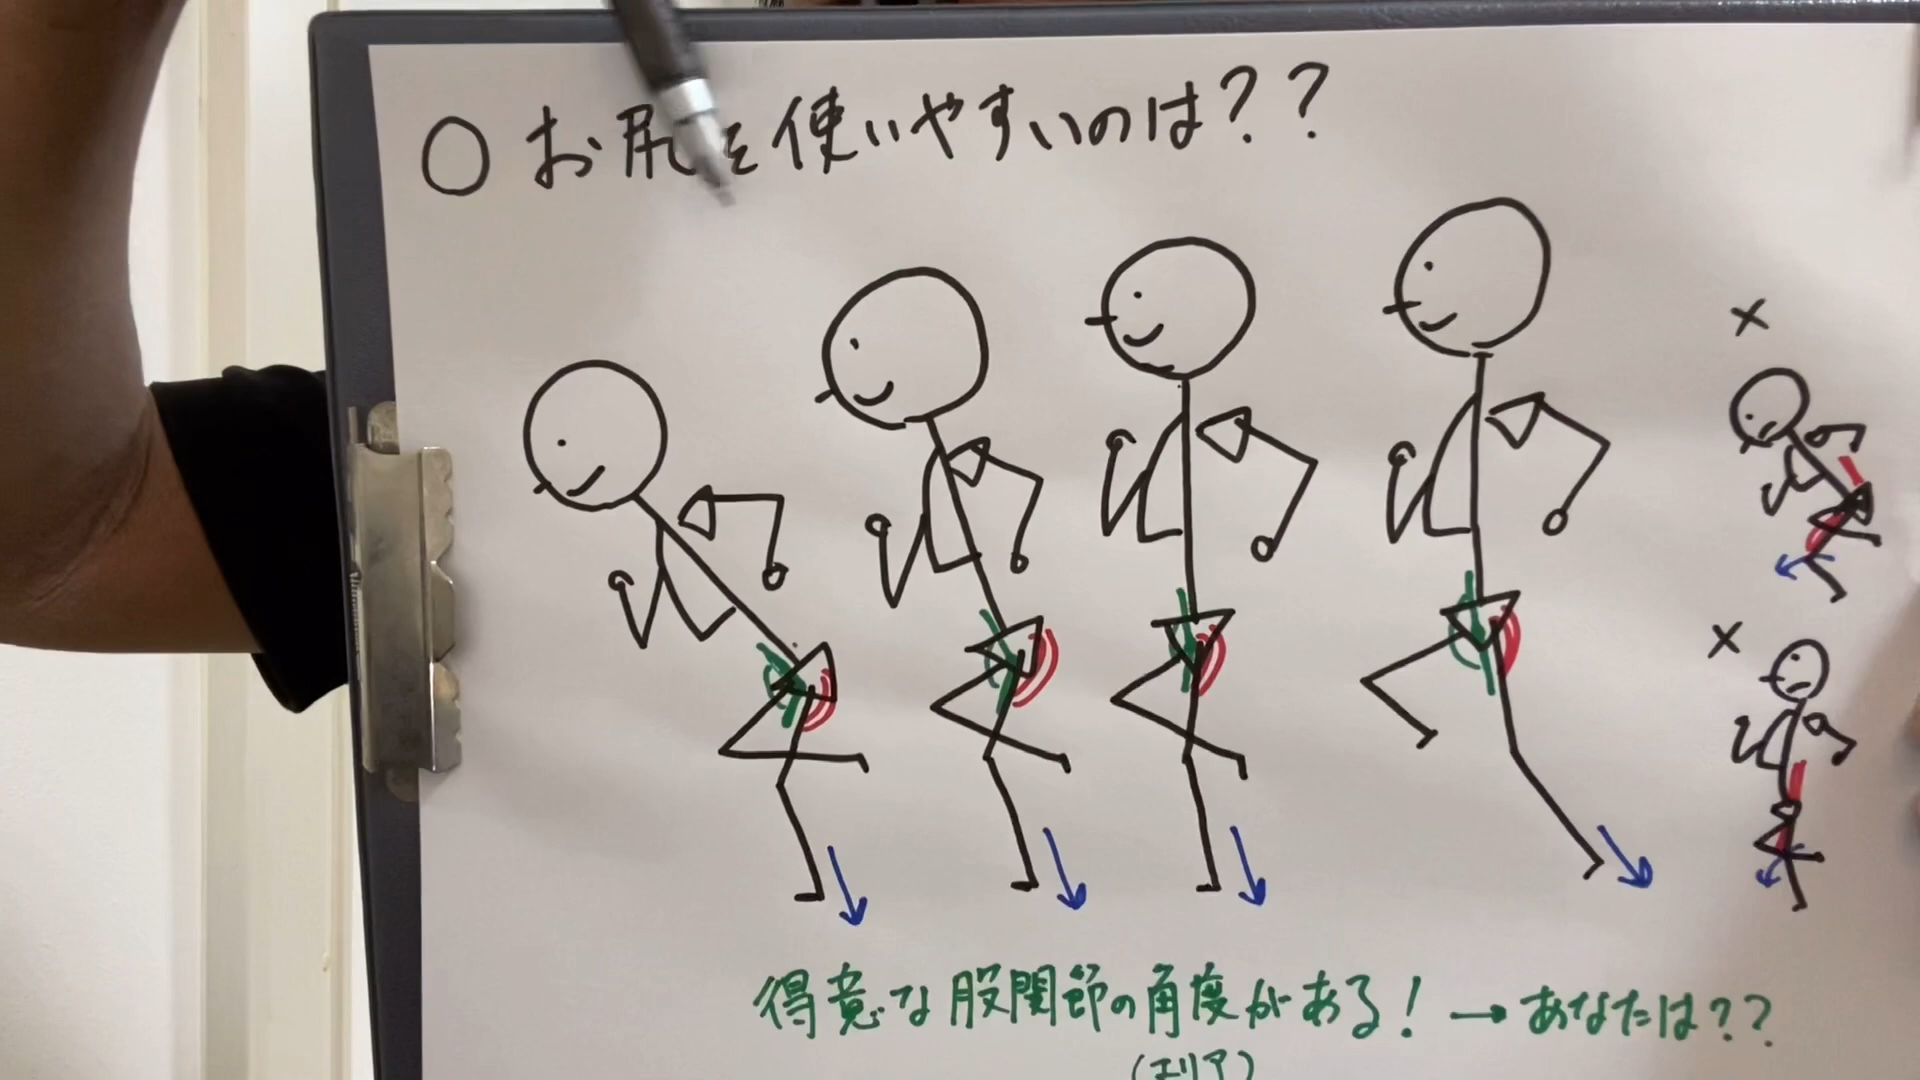 ○ お尻を使いやすいのは??
×
×
得意な股関節の角度がある! → あなたは??
(エリア)